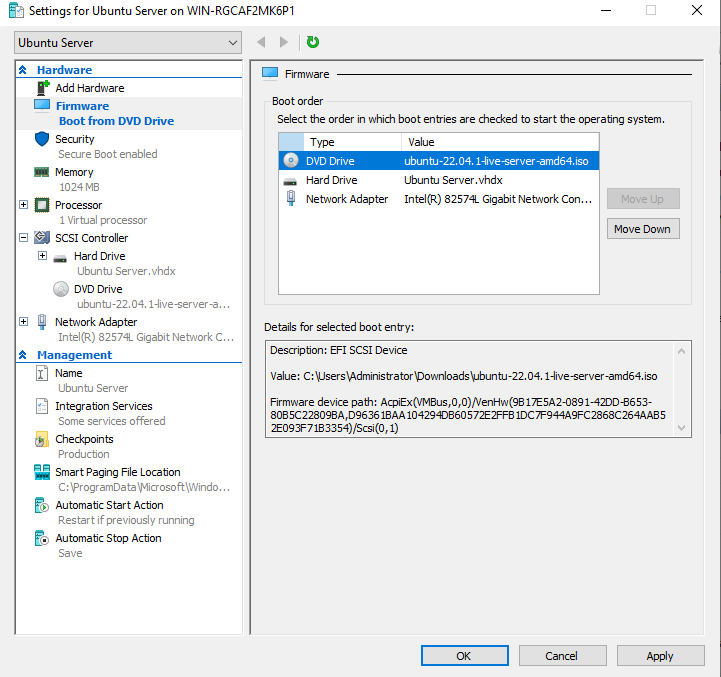 Settings for Ubuntu Server on WIN-RGCAF2MK6P1
Ubuntu Server
Hardware
Add Hardware
Firmware
Boot from DVD Drive
Security
Secure Boot enabled
Memory
1024 MB
Processor
1 Virtual processor
SCSI Controller
Hard Drive
Ubuntu Server.vhdx
DVD Drive
ubuntu-22.04.1-live-server-a...
Network Adapter
Intel(R) 82574L Gigabit Network C...
Management
Name
Ubuntu Server
Integration Services
Some services offered
Checkpoints
Production
Smart Paging File Location
C:\ProgramData\Microsoft\Windo...
Automatic Start Action
Restart if previously running
Automatic Stop Action
Save
Firmware
Boot order
Select the order in which boot entries are checked to start the operating system.
Type Value
DVD Drive ubuntu-22.04.1-live-server-amd64.iso
Hard Drive Ubuntu Server.vhdx
Network Adapter Intel(R) 82574L Gigabit Network Con...
Move Up
Move Down
Details for selected boot entry:
Description: EFI SCSI Device
Value: C:\Users\Administrator\Downloads\ubuntu-22.04.1-live-server-amd64.iso
Firmware device path: AcpiEx(VMBus,0,0)/VenHw(9B17E5A2-0891-42DD-B653-
80B5C22809BA,D96361BAA104294DB60572E2FFB1DC7F944A9FC2868C264AAB5
2E093F71B3354)/Scsi(0,1)
OK Cancel Apply